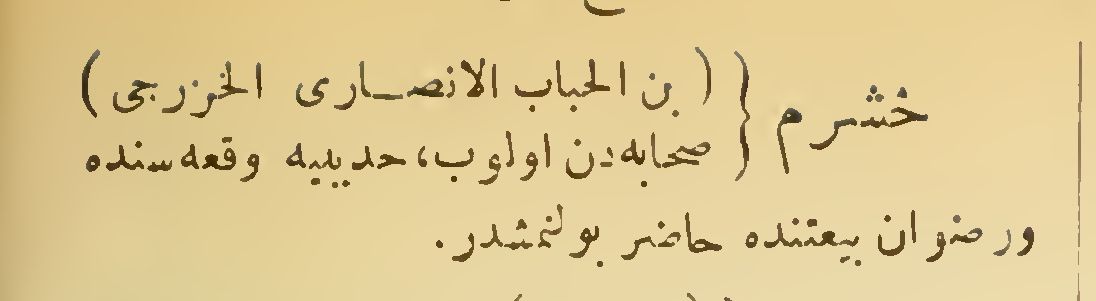 خشرم { ( بن الحباب الانصاری الخزرجی )
صحابه‌دن اولوب، حدیبیه وقعه‌سنده
ورضوان بیعتنده حاضر بولنمشدر.